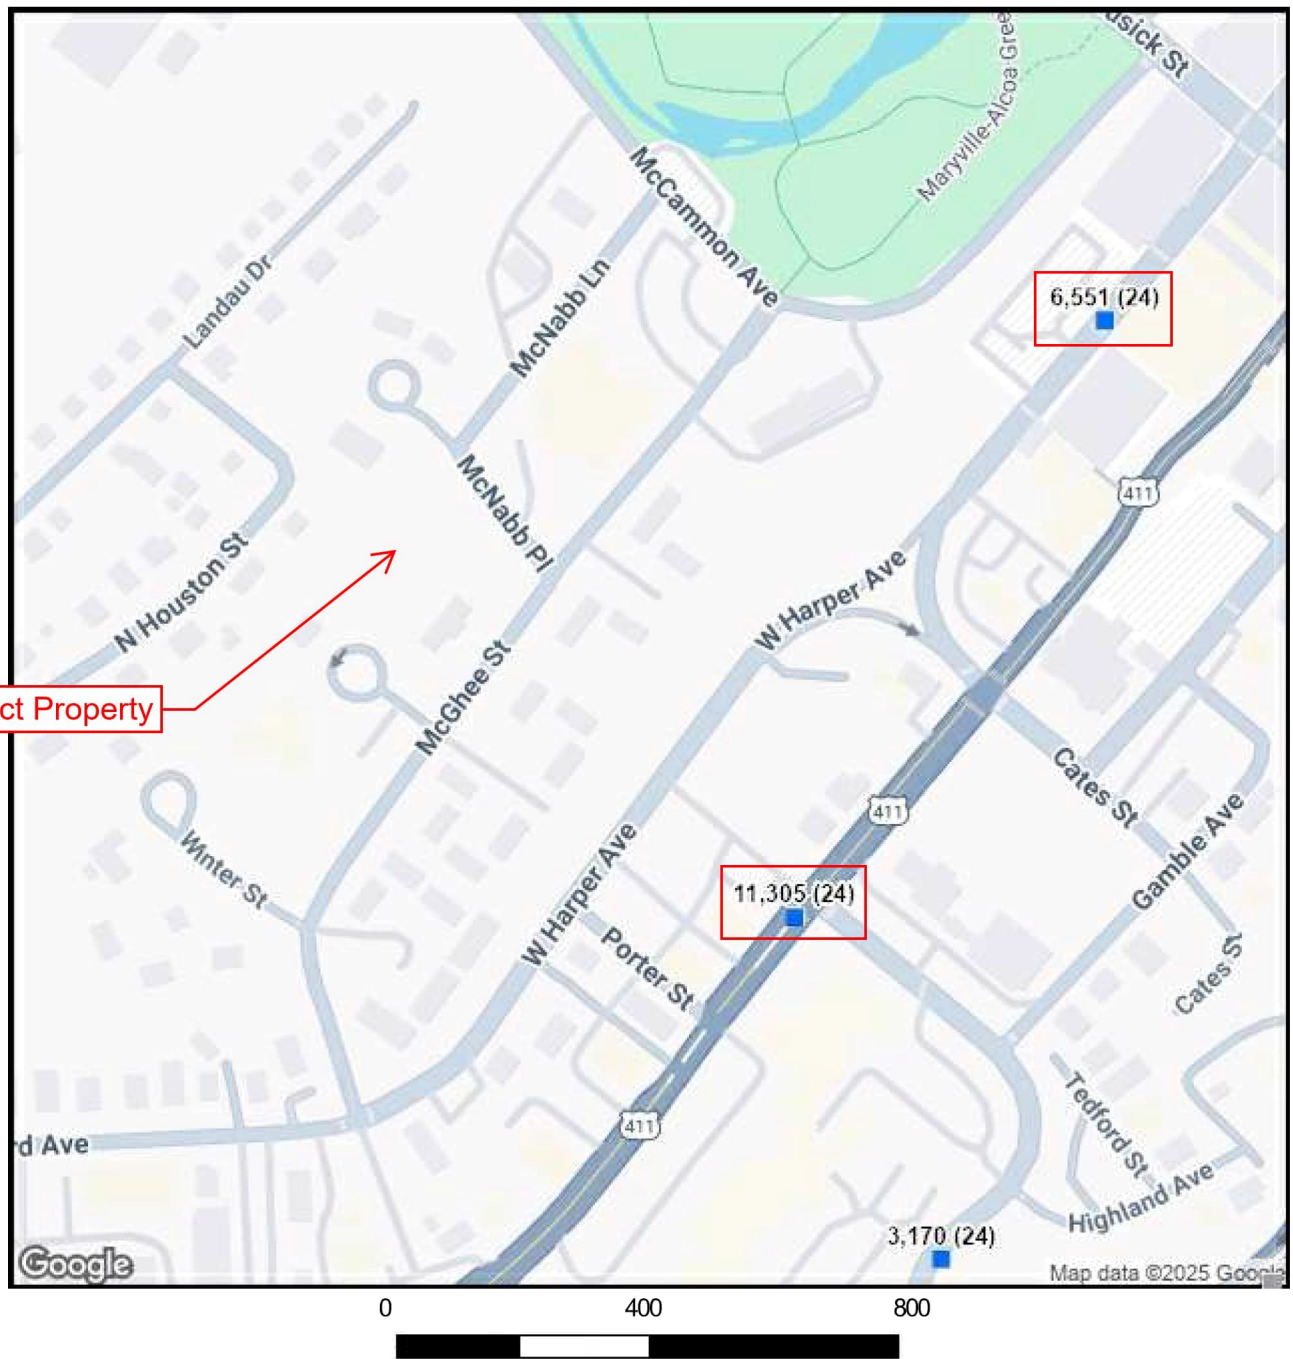 usick St
Maryville-Alcoa Gree
McCammon Ave
Landau Dr
McNabb Ln
6,551 (24)
McNabb Pl
411
N Houston St
W Harper Ave
McGhee St
ct Property
Cates St
411
Gamble Ave
Winter St
W Harper Ave
11,305 (24)
Porter St
Cates S
Tedford St
411
rd Ave
Highland Ave
3,170 (24)
Google
Map data ©2025 Google
0 400 800